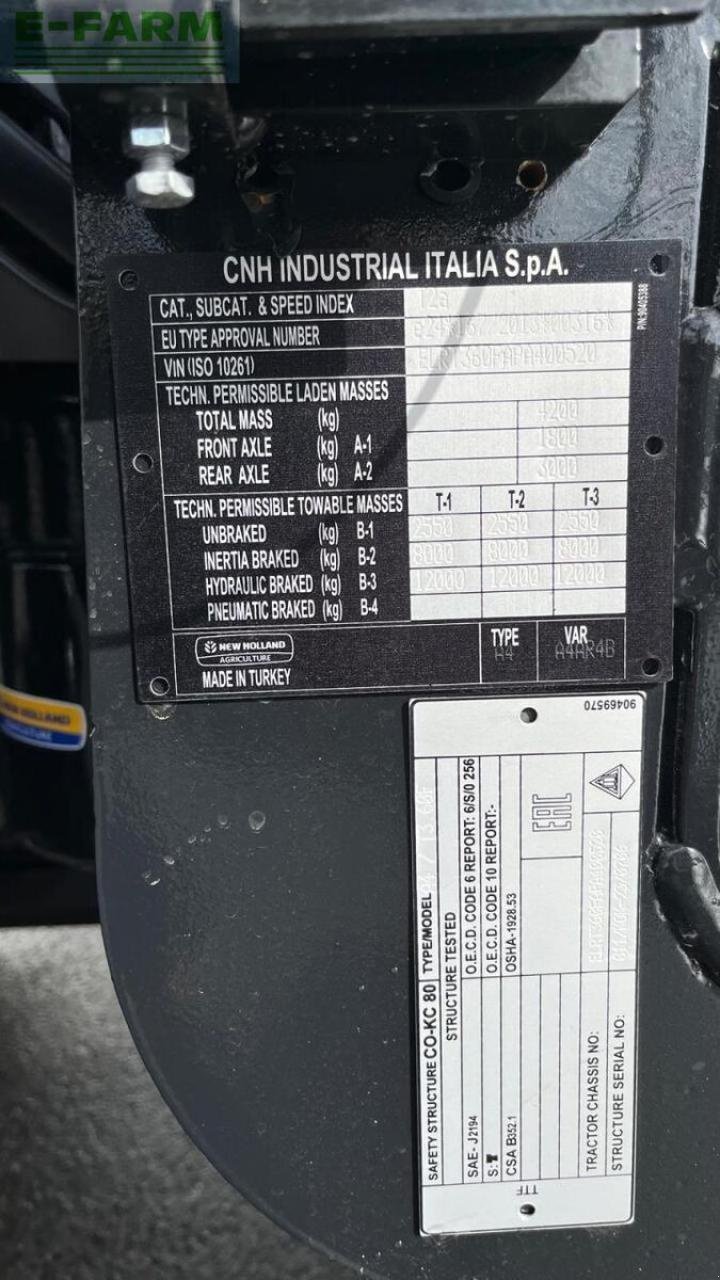 E-FARM
CNH INDUSTRIAL ITALIA S.p.A.
CAT., SUBCAT. & SPEED INDEX T2a
EU TYPE APPROVAL NUMBER
VIN (ISO 10261)
TECHN. PERMISSIBLE LADEN MASSES
TOTAL MASS (kg) 4200
FRONT AXLE (kg) A-1 1800
REAR AXLE (kg) A-2 3000
TECHN. PERMISSIBLE TOWABLE MASSES T-1 T-2 T-3
UNBRAKED (kg) B-1 2550 2550 2550
INERTIA BRAKED (kg) B-2 8000 8000 8000
HYDRAULIC BRAKED (kg) B-3 12000 12000 12000
PNEUMATIC BRAKED (kg) B-4
NEW HOLLAND
AGRICULTURE
MADE IN TURKEY
TYPE
A4
VAR
A4AR4B
P/N:90405388
NEW HOLLAND
90469570
SAFETY STRUCTURE CO-KC 80 TYPE/MODEL
STRUCTURE TESTED
SAE- J2194 O.E.C.D. CODE 6 REPORT: 6/S/0 256
S: O.E.C.D. CODE 10 REPORT:-
CSA B352.1 OSHA-1928.53
EAC
TRACTOR CHASSIS NO:
STRUCTURE SERIAL NO:
TTF